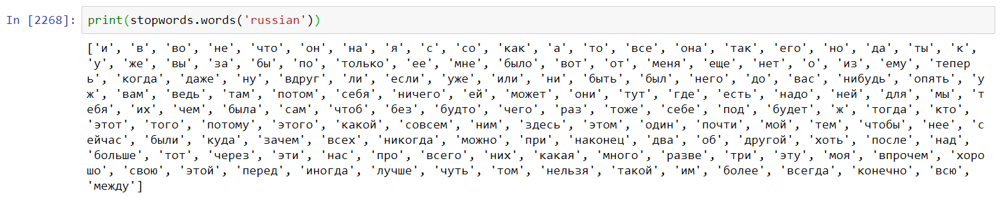 In [2268]: print(stopwords.words('russian'))
['и', 'в', 'во', 'не', 'что', 'он', 'на', 'я', 'с', 'со', 'как', 'а', 'то', 'все', 'она', 'так', 'его', 'но', 'да', 'ты', 'к',
'у', 'же', 'вы', 'за', 'бы', 'по', 'только', 'ее', 'мне', 'было', 'вот', 'от', 'меня', 'еще', 'нет', 'о', 'из', 'ему', 'тепер
ь', 'когда', 'даже', 'ну', 'вдруг', 'ли', 'если', 'уже', 'или', 'ни', 'быть', 'был', 'него', 'до', 'вас', 'нибудь', 'опять', 'у
ж', 'вам', 'ведь', 'там', 'потом', 'себя', 'ничего', 'ей', 'может', 'они', 'тут', 'где', 'есть', 'надо', 'ней', 'для', 'мы', 'т
ебя', 'их', 'чем', 'была', 'сам', 'чтоб', 'без', 'будто', 'чего', 'раз', 'тоже', 'себе', 'под', 'будет', 'ж', 'тогда', 'кто',
'этот', 'того', 'потому', 'этого', 'какой', 'совсем', 'ним', 'здесь', 'этом', 'один', 'почти', 'мой', 'тем', 'чтобы', 'нее', 'с
ейчас', 'были', 'куда', 'зачем', 'всех', 'никогда', 'можно', 'при', 'наконец', 'два', 'об', 'другой', 'хоть', 'после', 'над',
'больше', 'тот', 'через', 'эти', 'нас', 'про', 'всего', 'них', 'какая', 'много', 'разве', 'три', 'эту', 'моя', 'впрочем', 'хоро
шо', 'свою', 'этой', 'перед', 'иногда', 'лучше', 'чуть', 'том', 'нельзя', 'такой', 'им', 'более', 'всегда', 'конечно', 'всю',
'между']